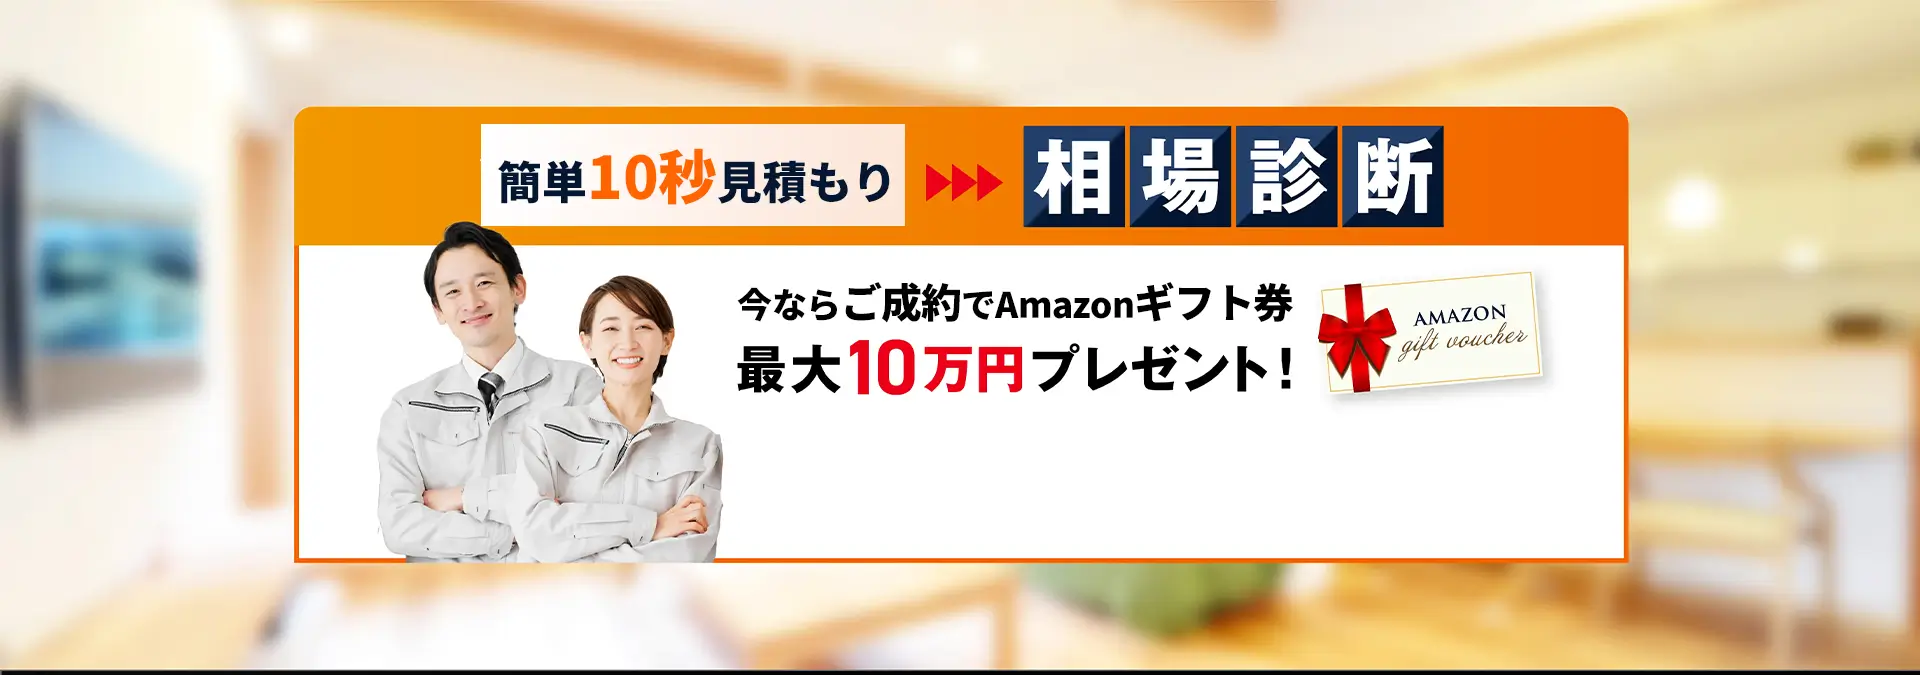 簡単10秒見積もり
相場診断
今ならご成約でAmazonギフト券
最大10万円プレゼント!
AMAZON
gift voucher